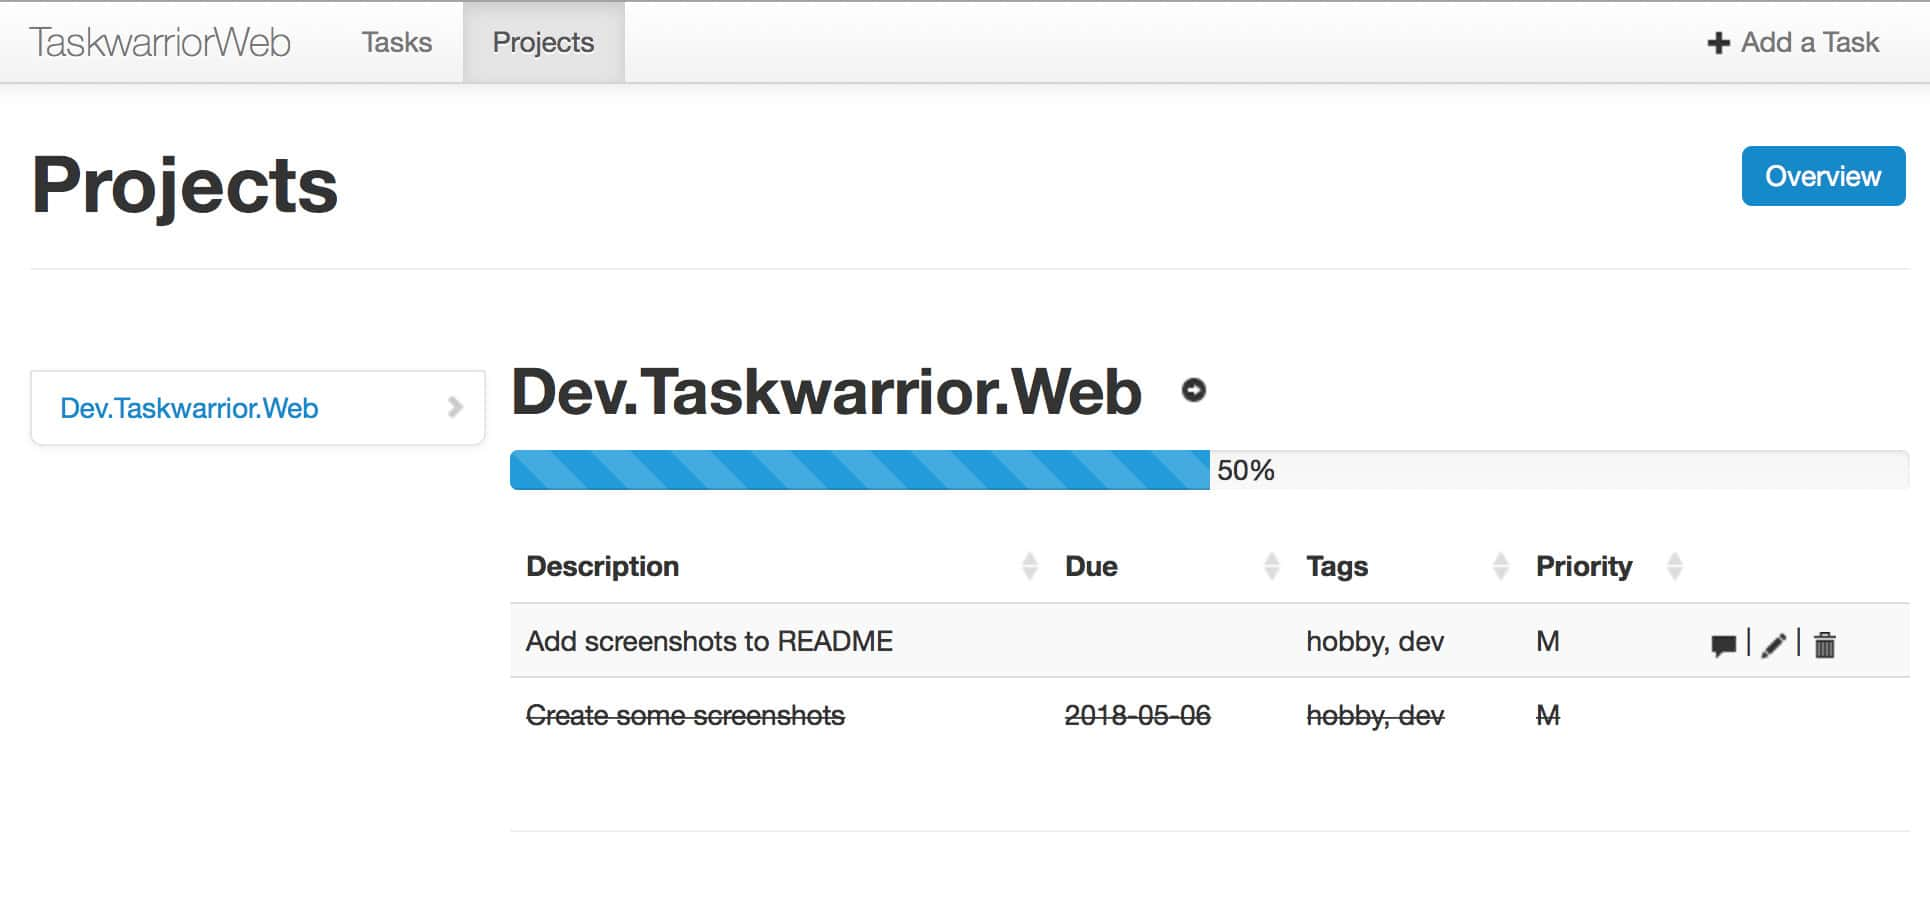 TaskwarriorWeb Tasks Projects Add a Task
Projects
Overview
Dev.Taskwarrior.Web
Dev.Taskwarrior.Web
50%
Description Due Tags Priority
Add screenshots to README hobby, dev M
Create some screenshots 2018-05-06 hobby, dev M